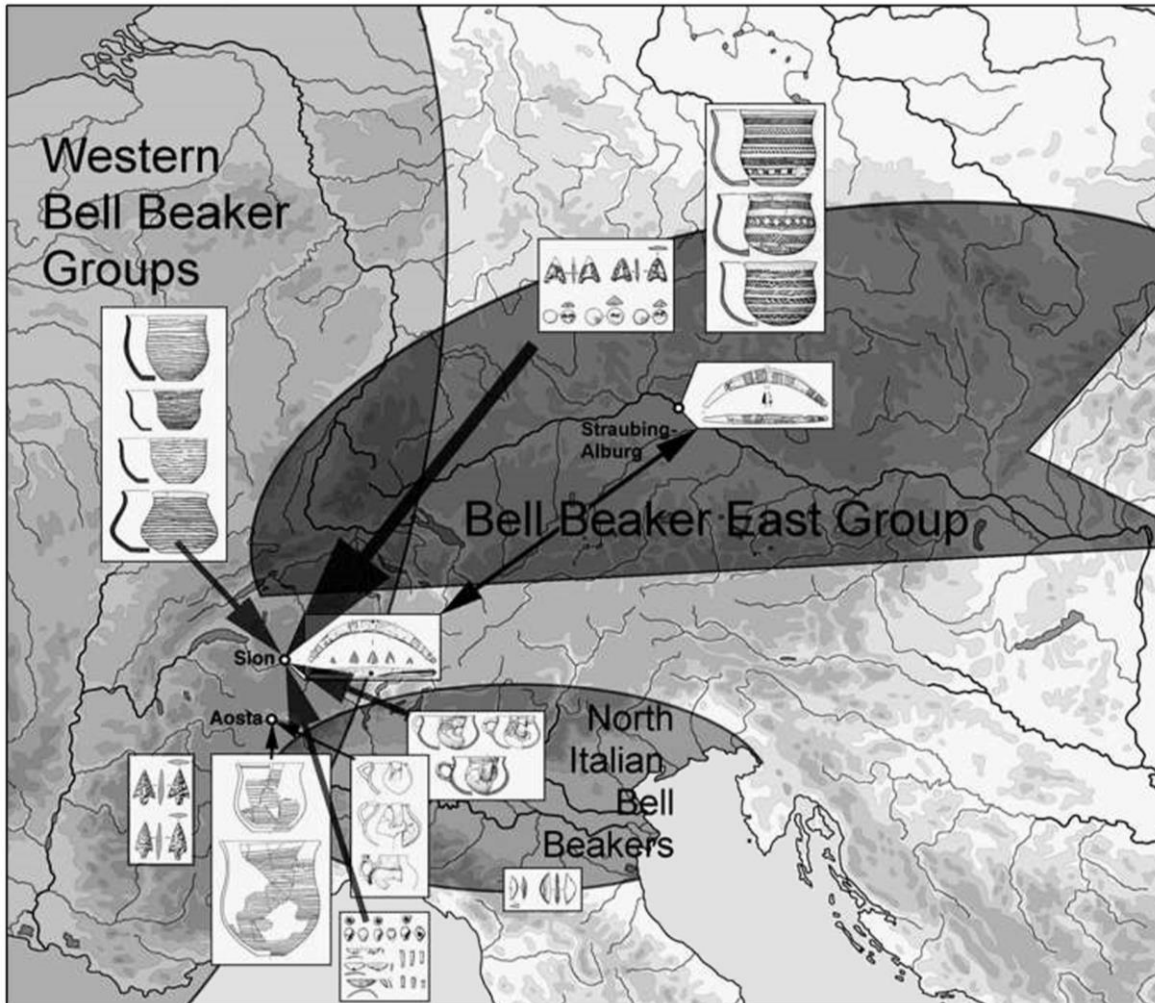 Western
Bell Beaker
Groups
Straubing-
Alburg
Bell Beaker East Group
Sion
Aosta
North
Italian
Bell
Beakers